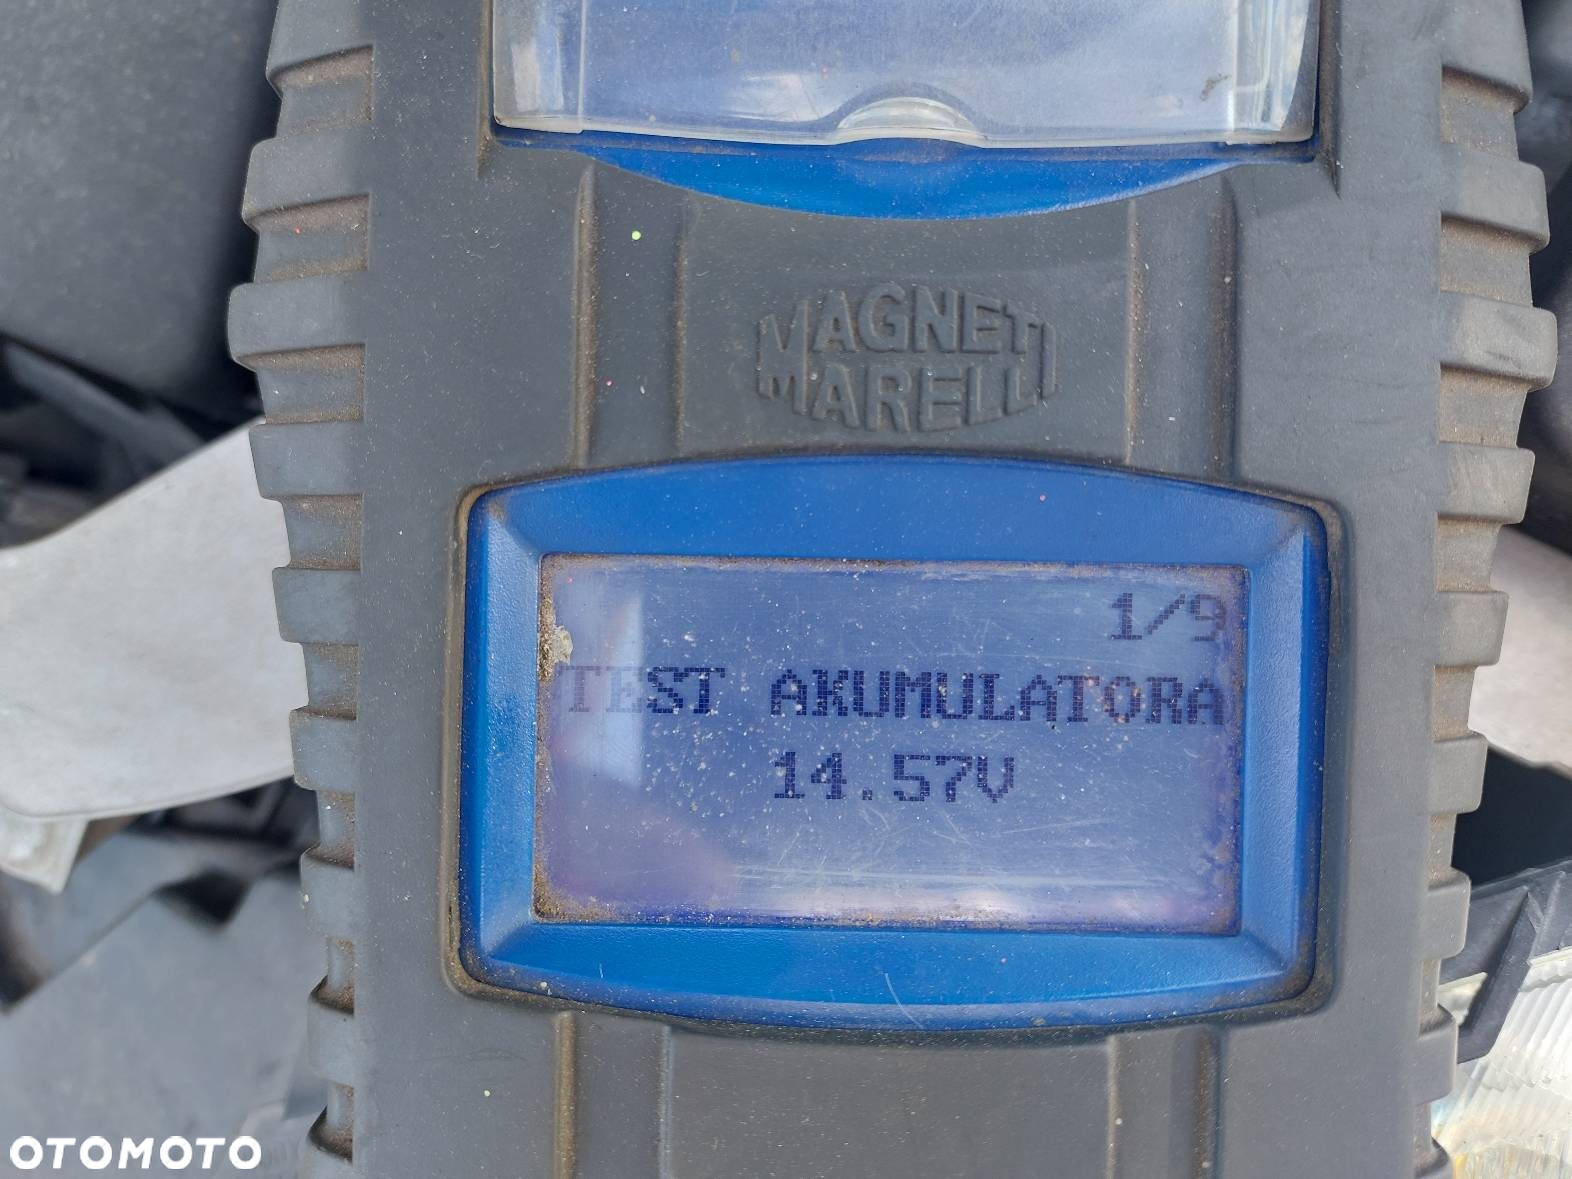 MAGNETI
MARELLI
1/9
TEST AKUMULATORA
14.57V
OTOMOTO